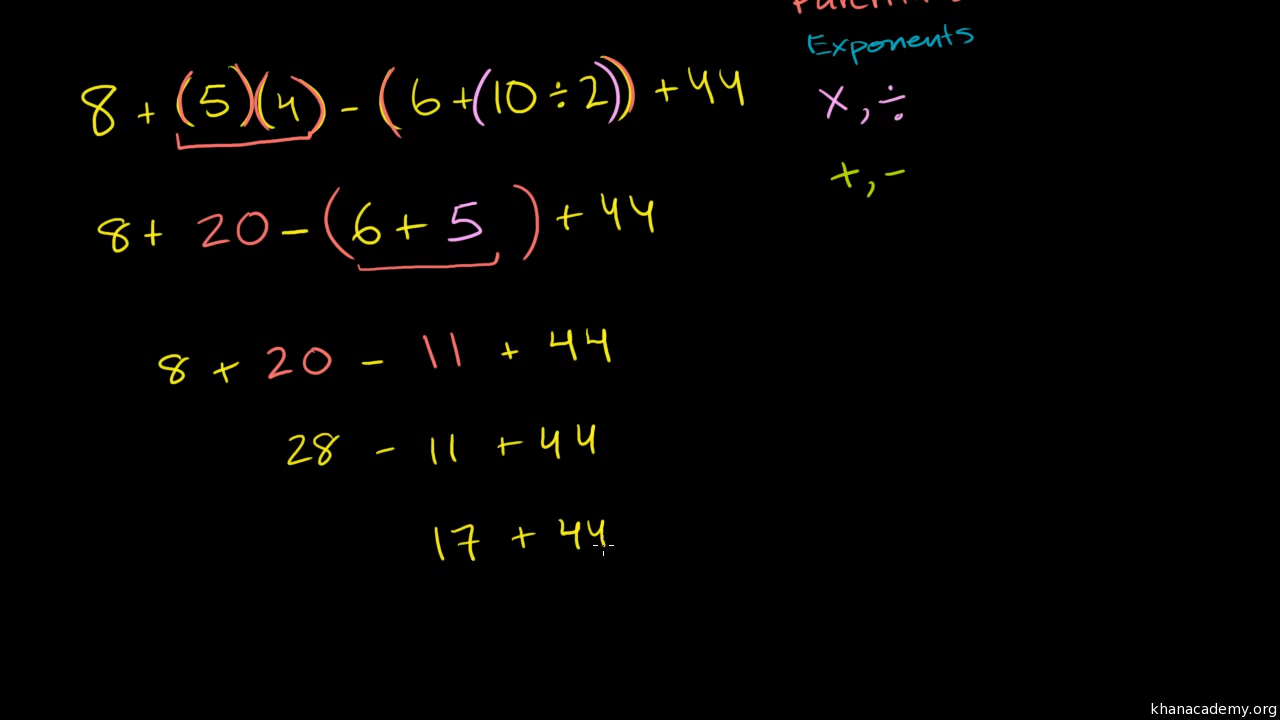 Exponents
8 + (5)(4) - (6 + (10 ÷ 2)) + 44
x, ÷
8 + 20 - (6 + 5) + 44
+, -
8 + 20 - 11 + 44
28 - 11 + 44
17 + 44
khanacademy.org